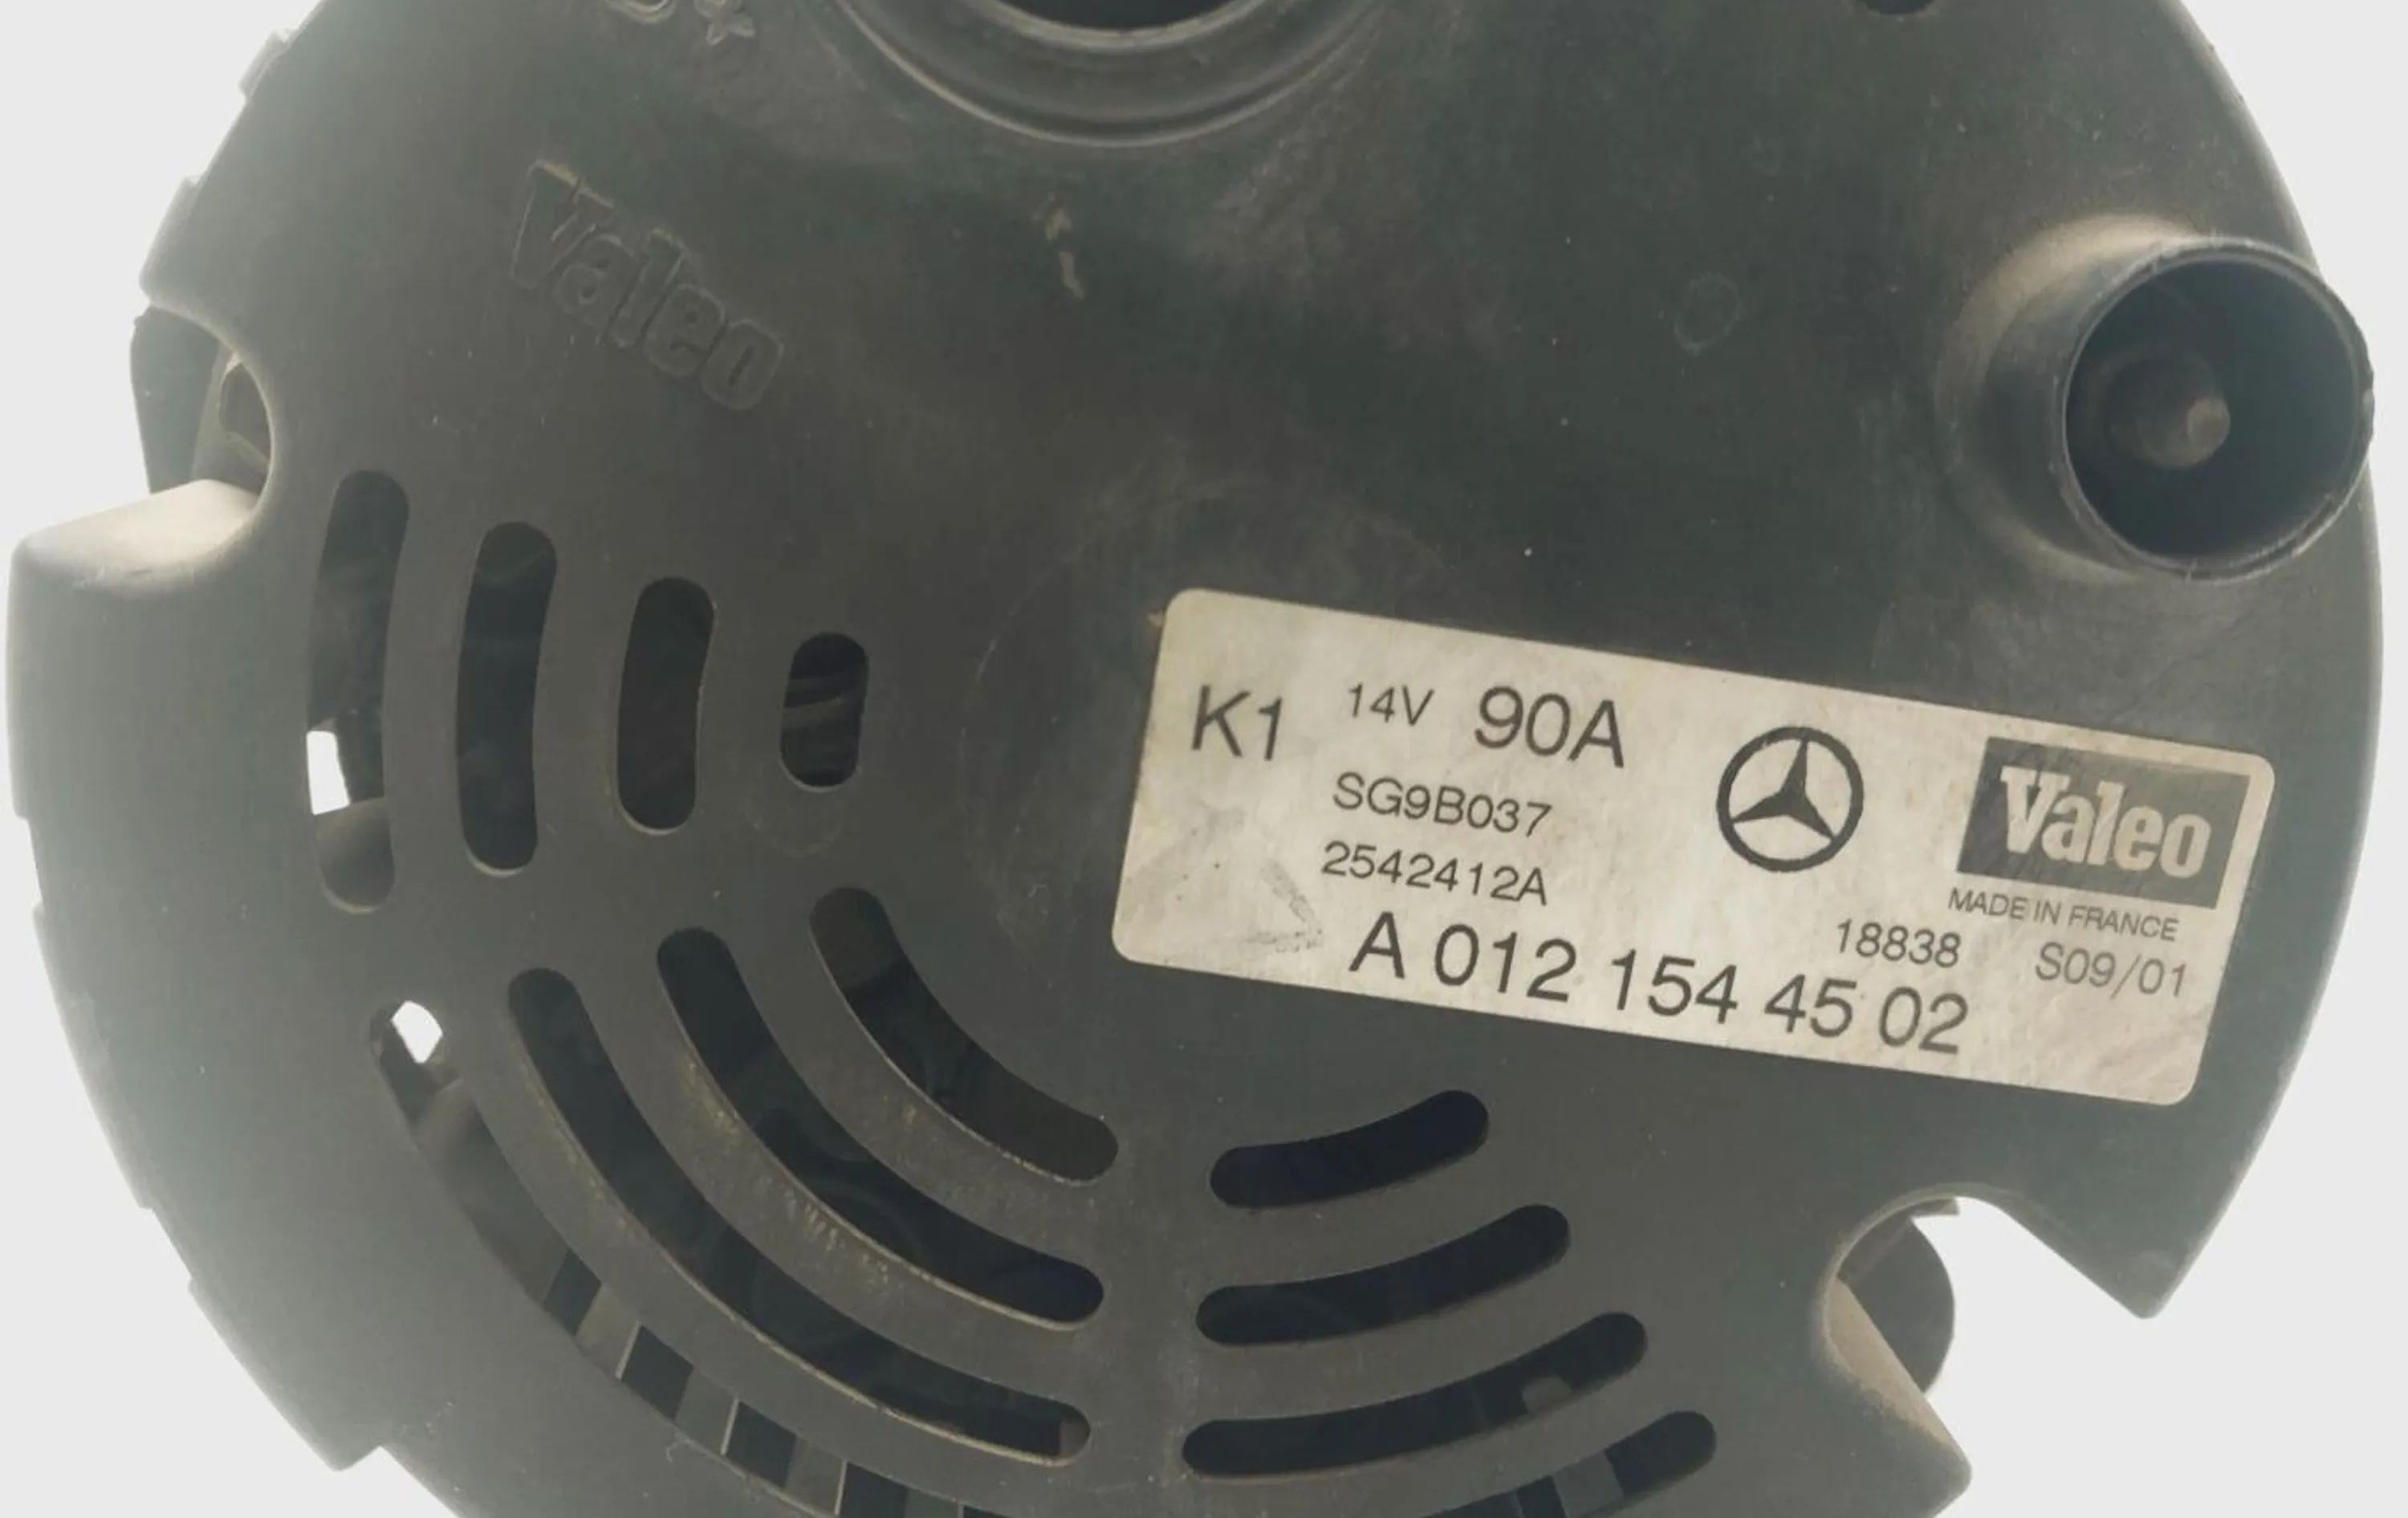 Valeo
K1 14V 90A
SG9B037
2542412A
Valeo
MADE IN FRANCE
18838 S09/01
A 012 154 45 02